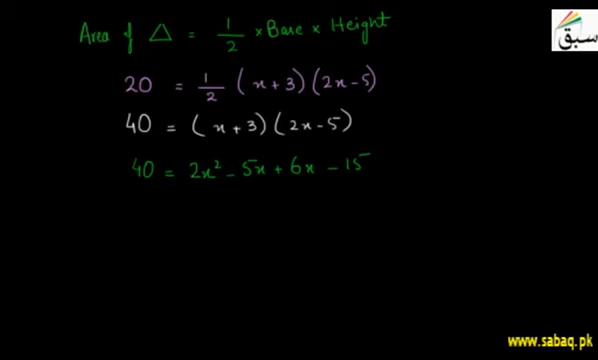 Area of △ = 1/2 × Base × Height
سبق
20 = 1/2 (x+3)(2x-5)
40 = (x+3)(2x-5)
40 = 2x² - 5x + 6x - 15
www.sabaq.pk